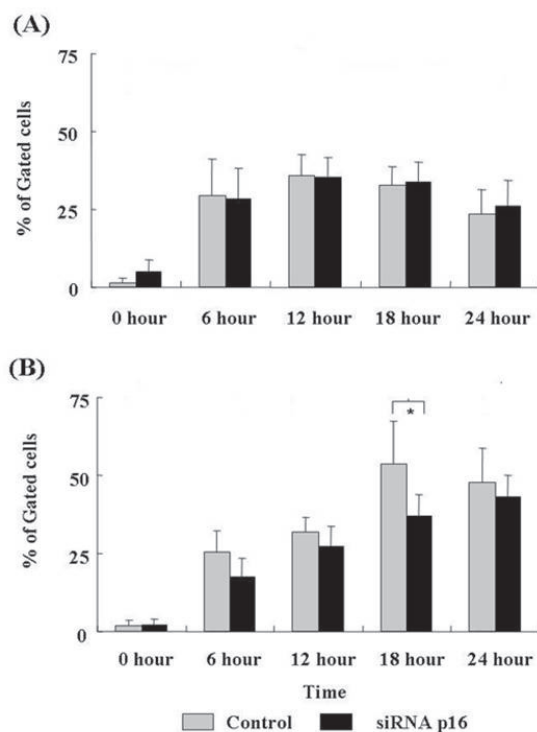 (A)
75
50
25
0
% of Gated cells
0 hour 6 hour 12 hour 18 hour 24 hour
(B)
75
50
25
0
% of Gated cells
*
0 hour 6 hour 12 hour 18 hour 24 hour
Time
Control siRNA p16